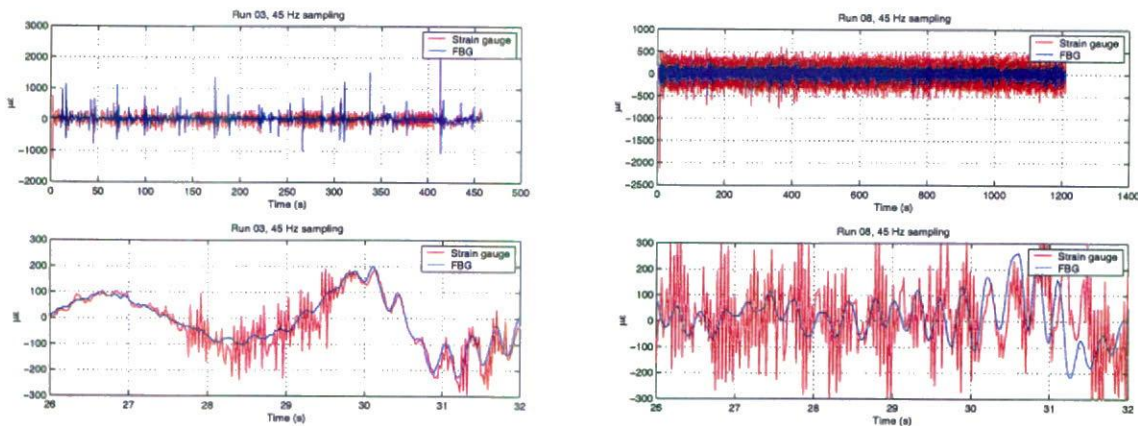 Run 03, 45 Hz sampling
3000
2000
1000
0
−1000
−2000
με
Strain gauge
FBG
0 50 100 150 200 250 300 350 400 450 500
Time (s)
Run 03, 45 Hz sampling
300
200
100
0
−100
−200
−300
με
Strain gauge
FBG
26 27 28 29 30 31 32
Time (s)
Run 08, 45 Hz sampling
1000
500
0
−500
−1000
−1500
−2000
−2500
με
Strain gauge
FBG
0 200 400 600 800 1000 1200 1400
Time (s)
Run 08, 45 Hz sampling
300
200
100
0
−100
−200
−300
με
Strain gauge
FBG
26 27 28 29 30 31 32
Time (s)